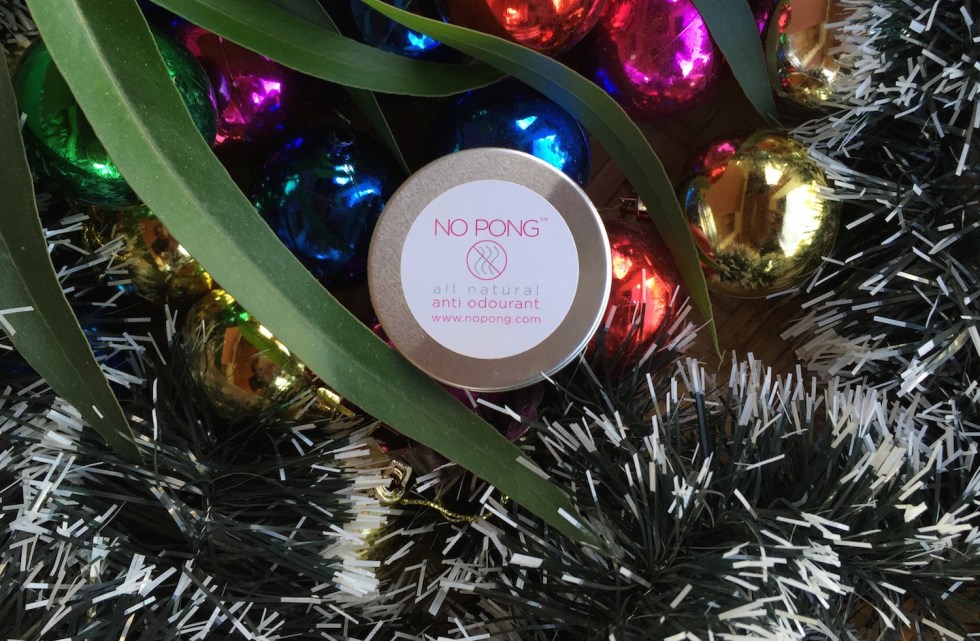 NO PONG™
all natural
anti odourant
www.nopong.com